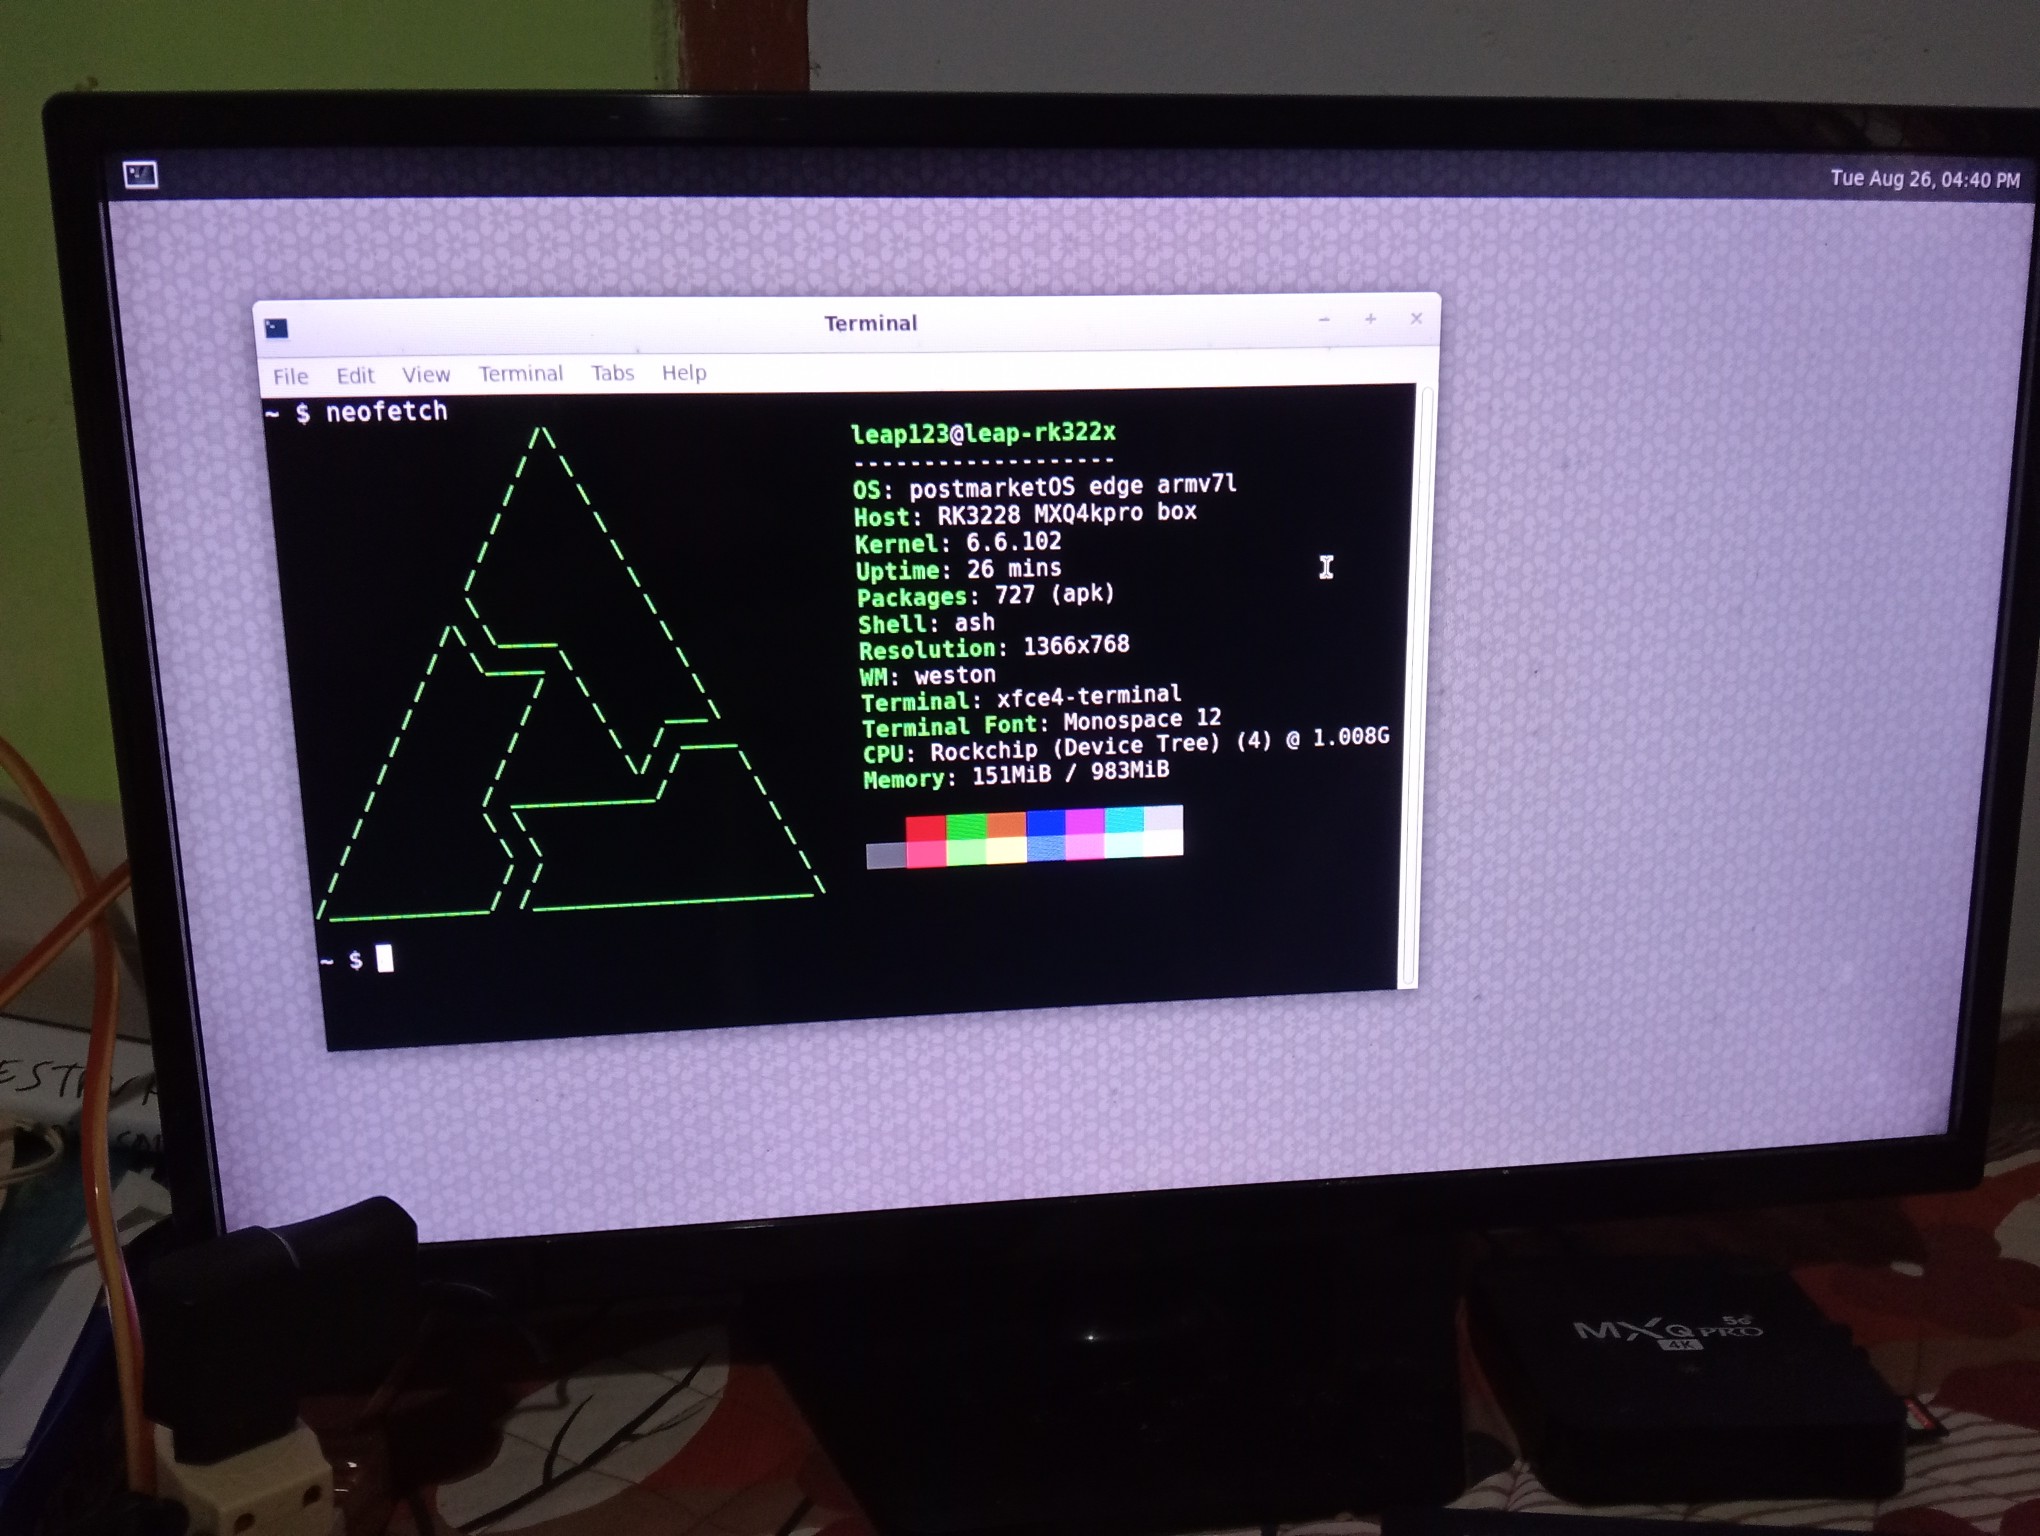 Tue Aug 26, 04:40 PM
Terminal
File Edit View Terminal Tabs Help
~ $ neofetch
leap123@leap-rk322x
-------------------
OS: postmarketOS edge armv7l
Host: RK3228 MXQ4kpro box
Kernel: 6.6.102
Uptime: 26 mins
Packages: 727 (apk)
Shell: ash
Resolution: 1366x768
WM: weston
Terminal: xfce4-terminal
Terminal Font: Monospace 12
CPU: Rockchip (Device Tree) (4) @ 1.008G
Memory: 151MiB / 983MiB
~ $
MXQ PRO 5G
4K